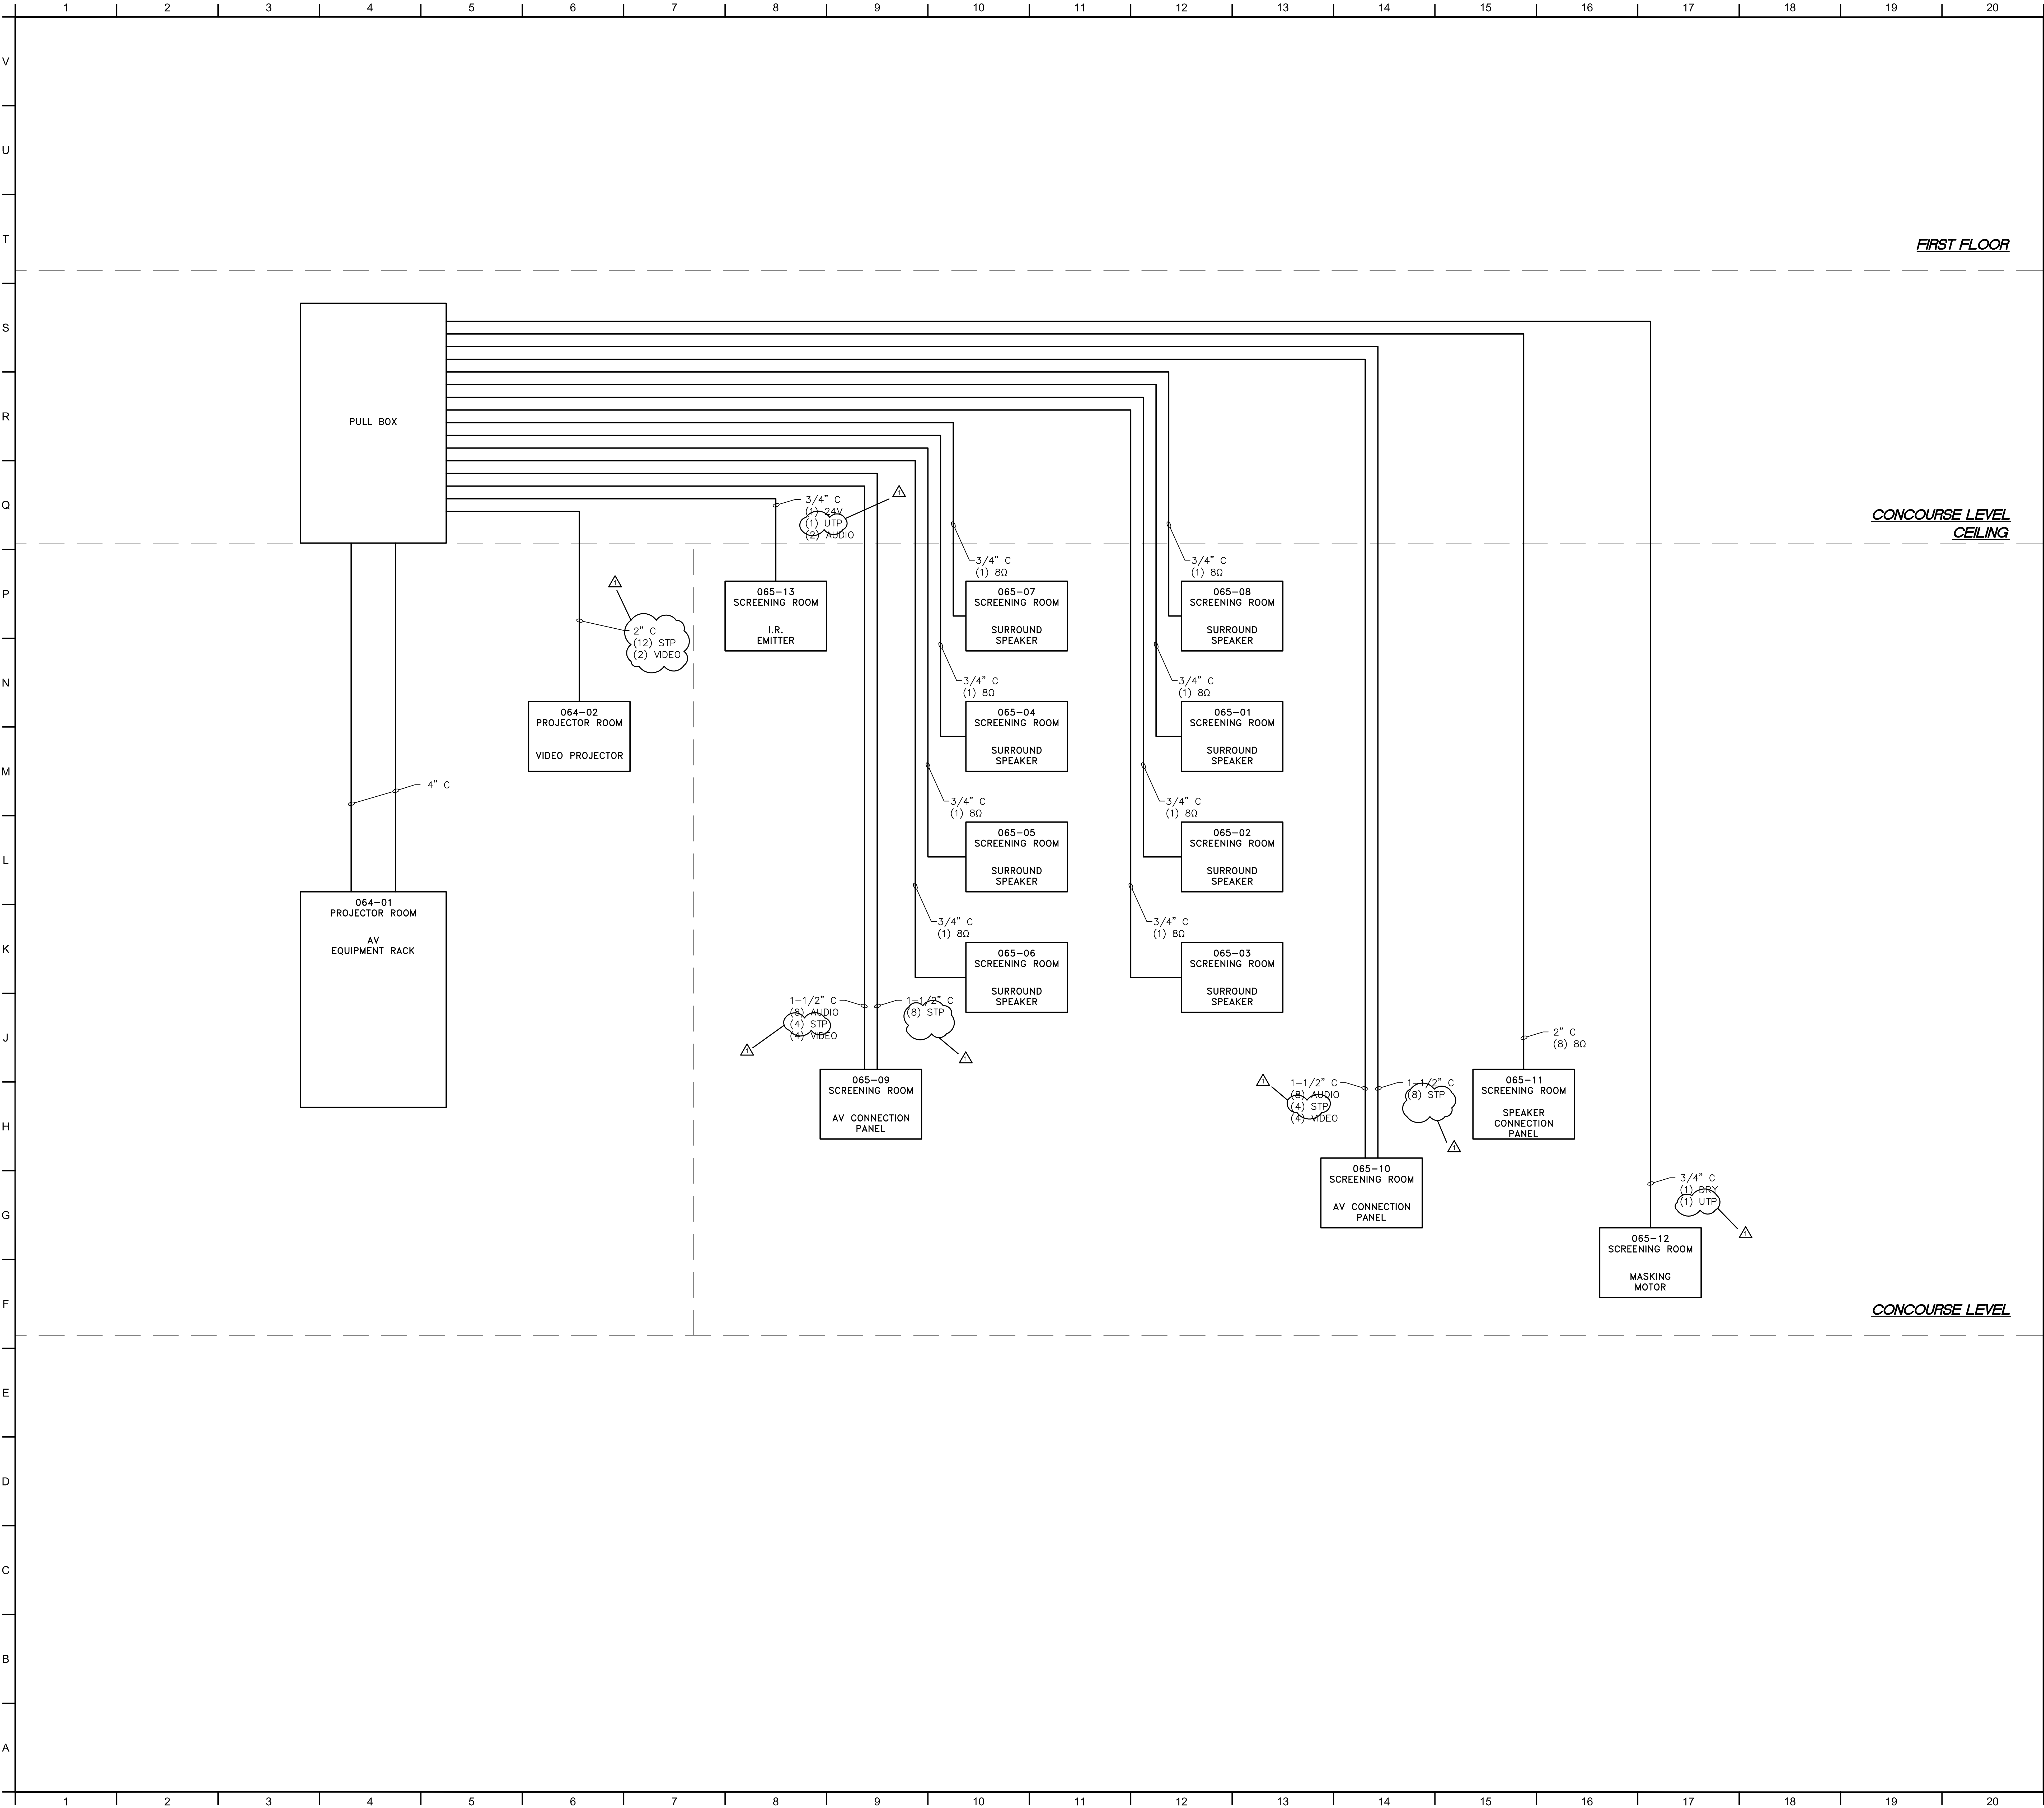 1 2 3 4 5 6 7 8 9 10 11 12 13 14 15 16 17 18 19 20
V
U
T
FIRST FLOOR
S
R
PULL BOX
Q
3/4" C
(1) 24V
(1) UTP
(2) AUDIO
1
CONCOURSE LEVEL
CEILING
P
1
2" C
(12) STP
(2) VIDEO
065-13
SCREENING ROOM
I.R.
EMITTER
3/4" C
(1) 8Ω
065-07
SCREENING ROOM
SURROUND
SPEAKER
3/4" C
(1) 8Ω
065-08
SCREENING ROOM
SURROUND
SPEAKER
N
064-02
PROJECTOR ROOM
VIDEO PROJECTOR
3/4" C
(1) 8Ω
065-04
SCREENING ROOM
SURROUND
SPEAKER
3/4" C
(1) 8Ω
065-01
SCREENING ROOM
SURROUND
SPEAKER
M
4" C
3/4" C
(1) 8Ω
065-05
SCREENING ROOM
SURROUND
SPEAKER
3/4" C
(1) 8Ω
065-02
SCREENING ROOM
SURROUND
SPEAKER
L
064-01
PROJECTOR ROOM
AV
EQUIPMENT RACK
K
3/4" C
(1) 8Ω
065-06
SCREENING ROOM
SURROUND
SPEAKER
3/4" C
(1) 8Ω
065-03
SCREENING ROOM
SURROUND
SPEAKER
J
1-1/2" C
(8) AUDIO
(4) STP
(4) VIDEO
1
1-1/2" C
(8) STP
1
2" C
(8) 8Ω
065-09
SCREENING ROOM
AV CONNECTION
PANEL
H
1
1-1/2" C
(8) AUDIO
(4) STP
(4) VIDEO
1-1/2" C
(8) STP
1
065-11
SCREENING ROOM
SPEAKER
CONNECTION
PANEL
G
065-10
SCREENING ROOM
AV CONNECTION
PANEL
3/4" C
(1) DRY
(1) UTP
1
065-12
SCREENING ROOM
MASKING
MOTOR
F
CONCOURSE LEVEL
E
D
C
B
A
1 2 3 4 5 6 7 8 9 10 11 12 13 14 15 16 17 18 19 20